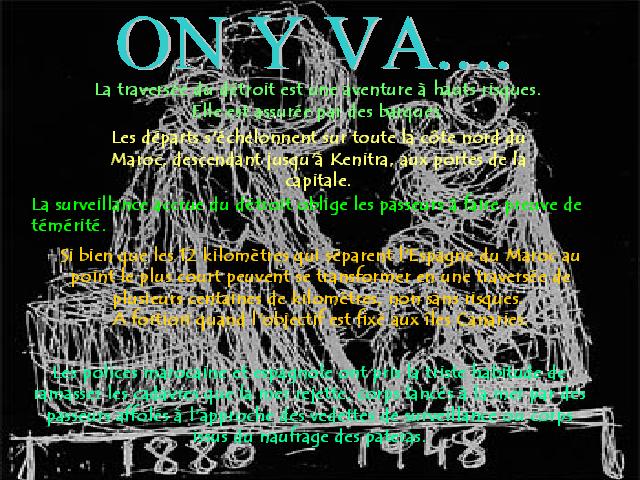 ON Y VA....
La traversée du détroit est une aventure à hauts risques.
Elle est assurée par des barques.
Les départs s'échelonnent sur toute la côte nord du
Maroc, descendant jusqu'à Kenitra, aux portes de la
capitale.
La surveillance accrue du détroit oblige les passeurs à faire preuve de
témérité.
Si bien que les 12 kilomètres qui séparent l'Espagne du Maroc au
point le plus court peuvent se transformer en une traversée de
plusieurs centaines de kilomètres, non sans risques.
A fortiori quand l'objectif est fixé aux îles Canaries.
Les polices marocaine et espagnole ont pris la triste habitude de
ramasser les cadavres que la mer rejette, corps lancés à la mer par des
passeurs affolés à l'approche des vedettes de surveillance ou corps
issus du naufrage des pateras.
1880 - 1948